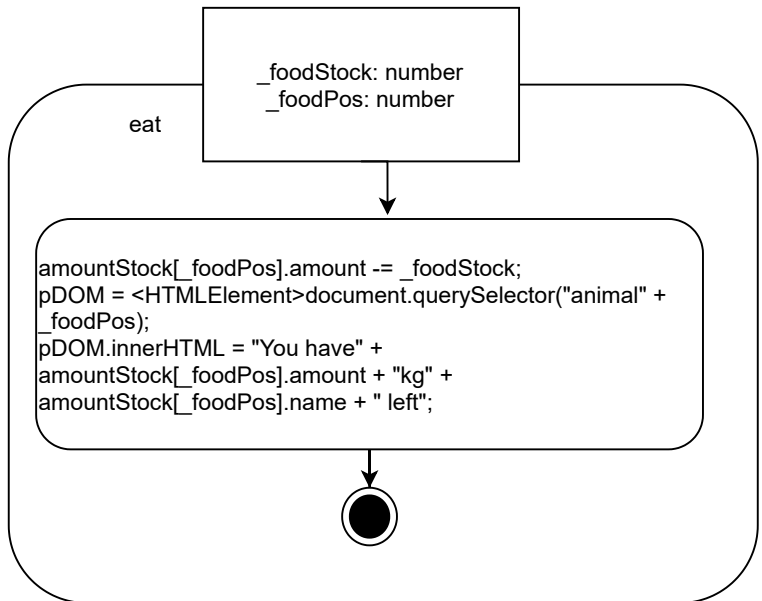 _foodStock: number
_foodPos: number
eat
amountStock[_foodPos].amount -= _foodStock;
pDOM = <HTMLElement>document.querySelector("animal" +
_foodPos);
pDOM.innerHTML = "You have" +
amountStock[_foodPos].amount + "kg" +
amountStock[_foodPos].name + " left";